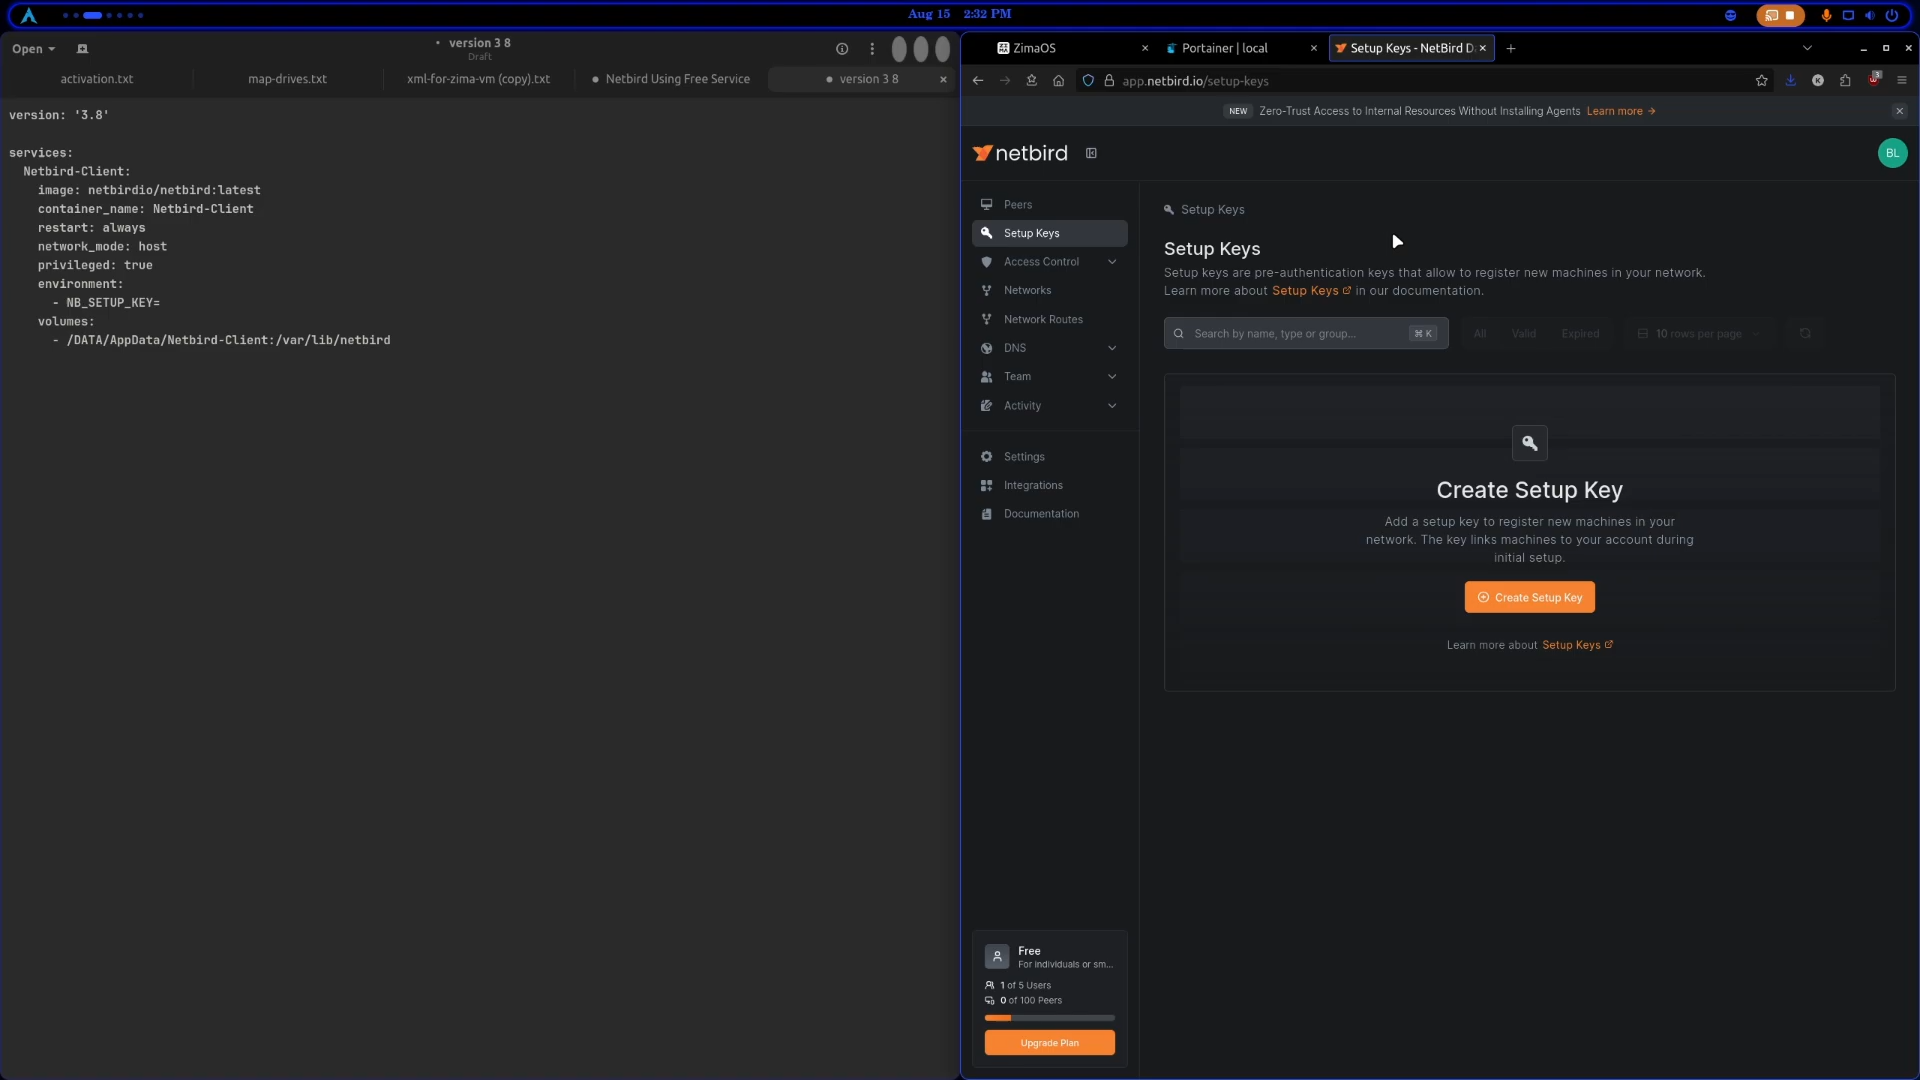 Aug 15 2:32 PM
Open
version 3 8
Draft
activation.txt
map-drives.txt
xml-for-zima-vm (copy).txt
Netbird Using Free Service
version 3 8
version: '3.8'
services:
Netbird-Client:
image: netbirdio/netbird:latest
container_name: Netbird-Client
restart: always
network_mode: host
privileged: true
environment:
- NB_SETUP_KEY=
volumes:
- /DATA/AppData/Netbird-Client:/var/lib/netbird
ZimaOS
Portainer | local
Setup Keys - NetBird D
app.netbird.io/setup-keys
K
3
NEW Zero-Trust Access to Internal Resources Without Installing Agents Learn more →
netbird
BL
Peers
Setup Keys
Access Control
Networks
Network Routes
DNS
Team
Activity
Settings
Integrations
Documentation
Free
For individuals or sm...
1 of 5 Users
0 of 100 Peers
Upgrade Plan
Setup Keys
Setup Keys
Setup keys are pre-authentication keys that allow to register new machines in your network.
Learn more about Setup Keys in our documentation.
Search by name, type or group... ⌘ K
All
Valid
Expired
10 rows per page
Create Setup Key
Add a setup key to register new machines in your
network. The key links machines to your account during
initial setup.
Create Setup Key
Learn more about Setup Keys